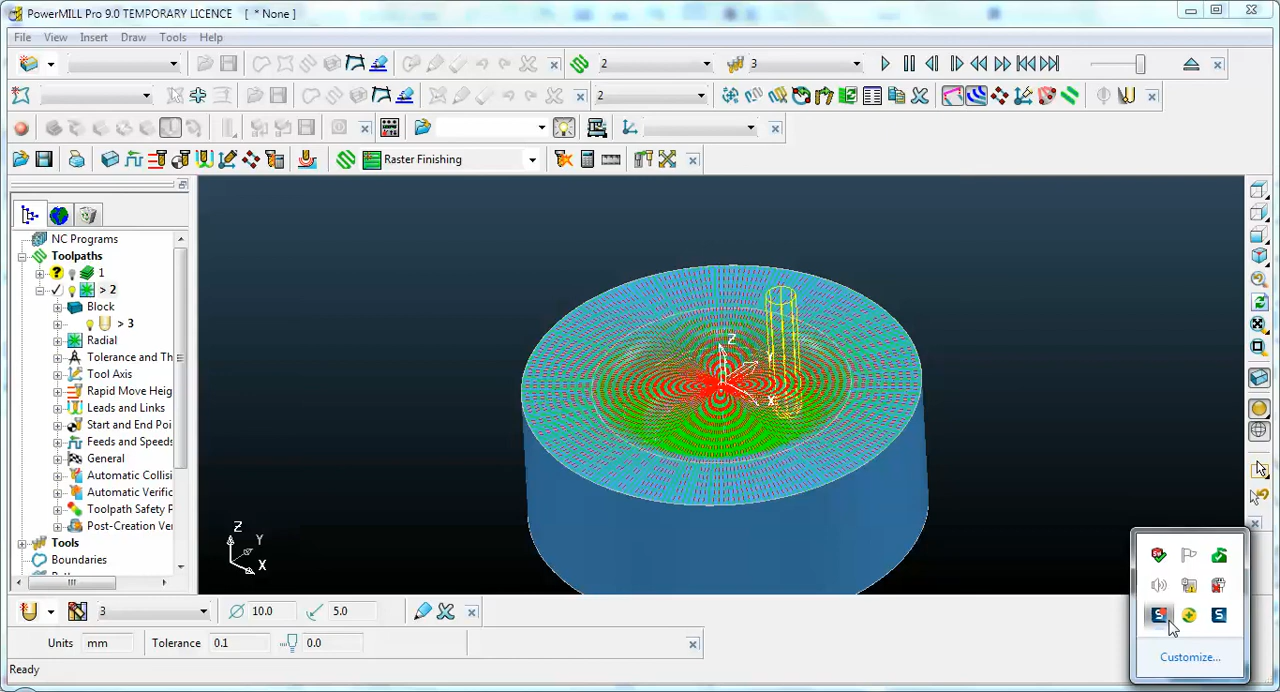 PowerMILL Pro 9.0 TEMPORARY LICENCE [ * None ]
File View Insert Draw Tools Help
2 3
2
Raster Finishing
NC Programs
Toolpaths
1
> 2
Block
> 3
Radial
Tolerance and Th
Tool Axis
Rapid Move Heig
Leads and Links
Start and End Poi
Feeds and Speeds
General
Automatic Collisi
Automatic Verific
Toolpath Safety P
Post-Creation Ver
Tools
Boundaries
Z
Y
X
Z
Y
X
Customize...
3 10.0 5.0
Units mm Tolerance 0.1 0.0
Ready